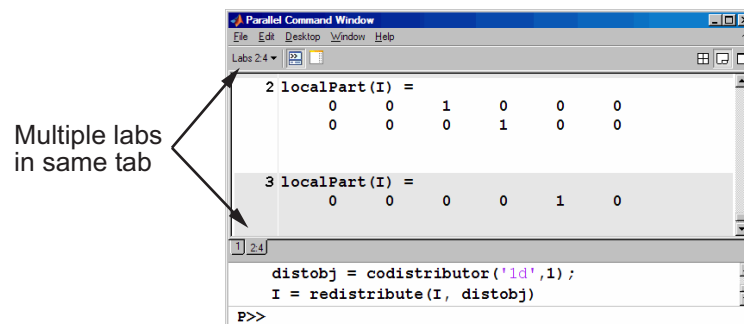 Parallel Command Window
File Edit Desktop Window Help
Labs 2:4
2 localPart(I) =
0 0 1 0 0 0
0 0 0 1 0 0
Multiple labs
in same tab
3 localPart(I) =
0 0 0 0 1 0
1 2:4
distobj = codistributor('1d',1);
I = redistribute(I, distobj)
P>>